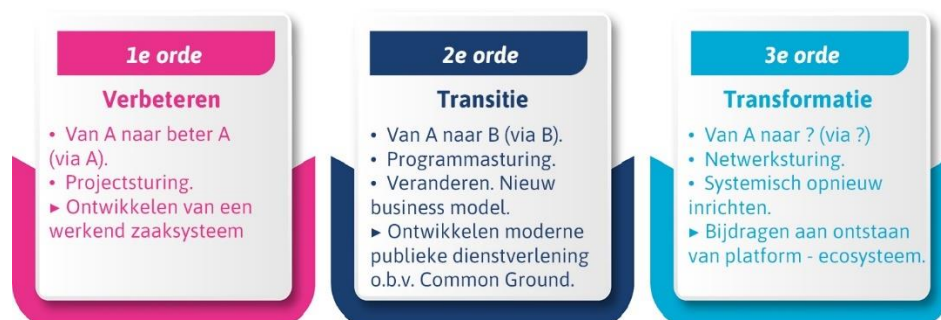 1e orde
Verbeteren
• Van A naar beter A
(via A).
• Projectsturing.
▸ Ontwikkelen van een
werkend zaaksysteem
2e orde
Transitie
• Van A naar B (via B).
• Programmasturing.
• Veranderen. Nieuw
business model.
▸ Ontwikkelen moderne
publieke dienstverlening
o.b.v. Common Ground.
3e orde
Transformatie
• Van A naar ? (via ?)
• Netwerksturing.
• Systemisch opnieuw
inrichten.
▸ Bijdragen aan ontstaan
van platform - ecosysteem.